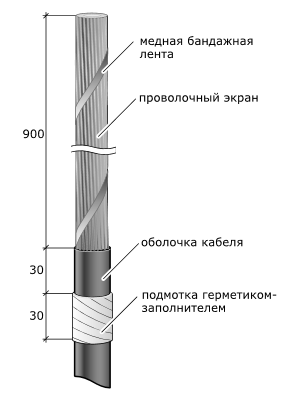 медная бандажная
лента
проволочный экран
900
оболочка кабеля
30
подмотка герметиком-
заполнителем
30